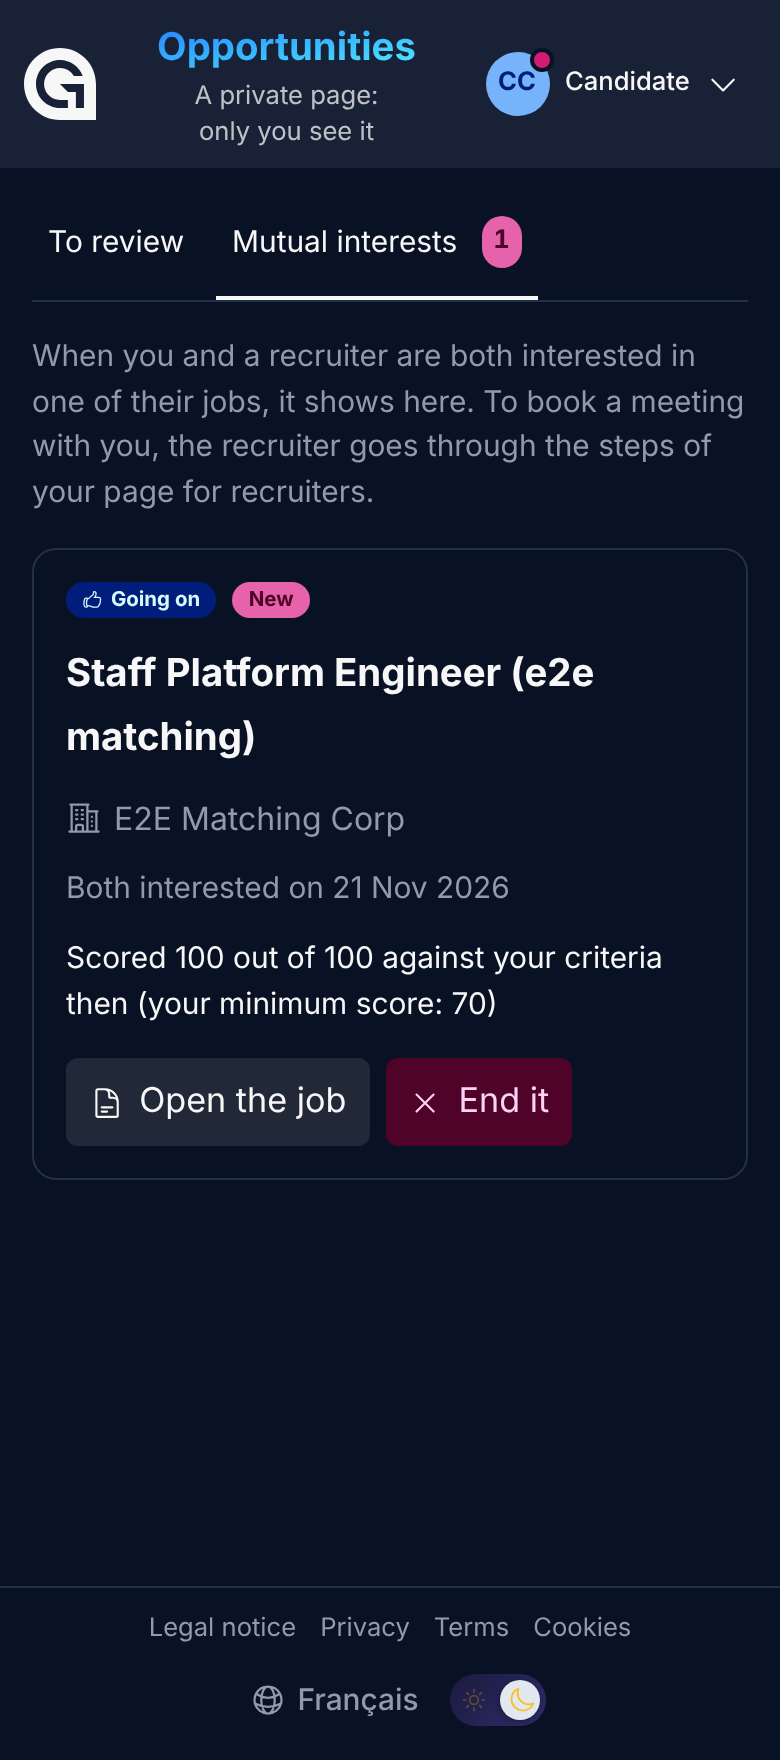 Opportunities
A private page:
only you see it
CC
Candidate
To review
Mutual interests
1
When you and a recruiter are both interested in
one of their jobs, it shows here. To book a meeting
with you, the recruiter goes through the steps of
your page for recruiters.
Going on
New
Staff Platform Engineer (e2e
matching)
E2E Matching Corp
Both interested on 21 Nov 2026
Scored 100 out of 100 against your criteria
then (your minimum score: 70)
Open the job
End it
Legal notice
Privacy
Terms
Cookies
Français